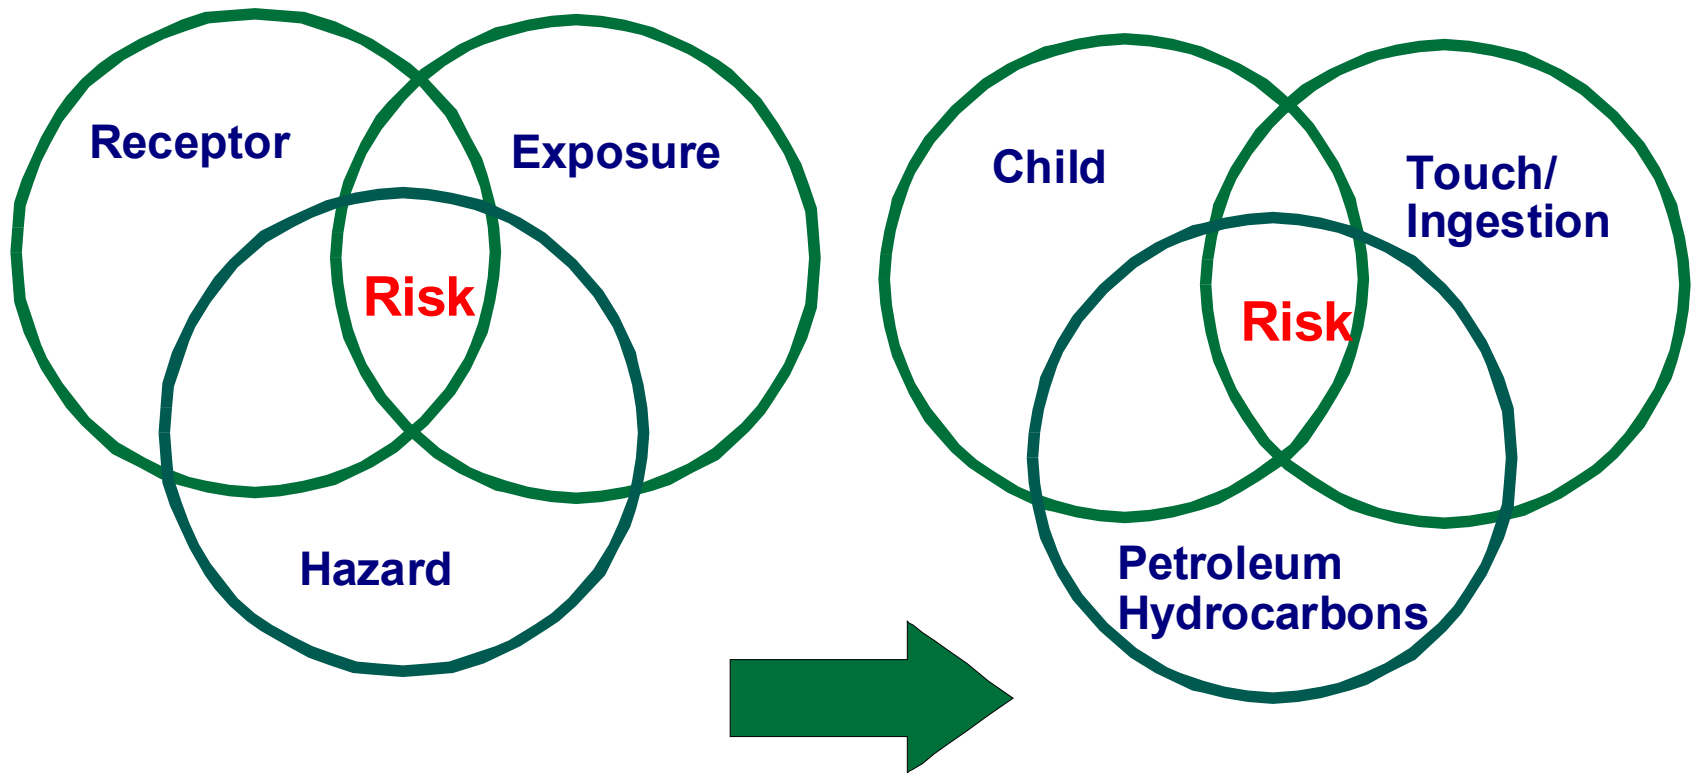 Receptor
Exposure
Risk
Hazard
Child
Touch/
Ingestion
Risk
Petroleum
Hydrocarbons